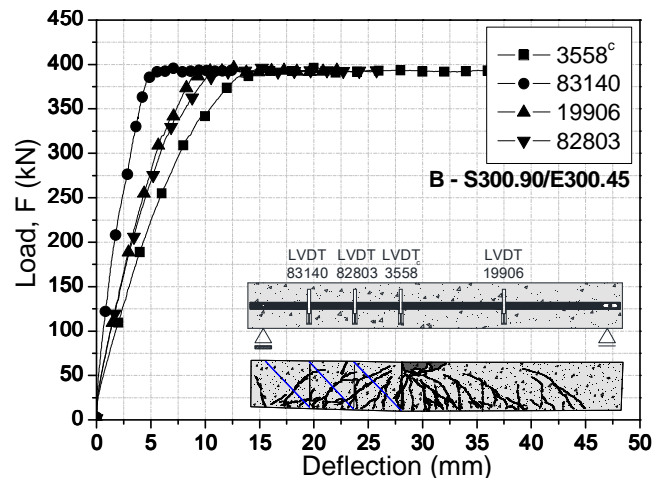 450
400
350
300
250
200
150
100
50
0
Load, F (kN)
3558c
83140
19906
82803
B - S300.90/E300.45
LVDT LVDT LVDT LVDT
83140 82803 3558c 19906
0 5 10 15 20 25 30 35 40 45 50
Deflection (mm)